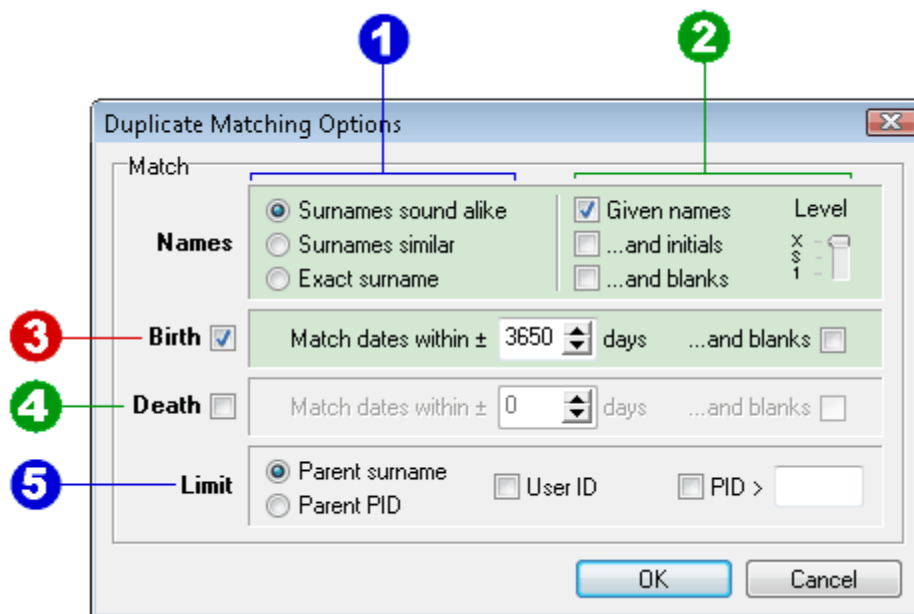 1 2
Duplicate Matching Options
Match
Names Surnames sound alike Given names Level
Surnames similar ...and initials X
S
Exact surname ...and blanks 1
3 Birth Match dates within ± 3650 days ...and blanks
4 Death Match dates within ± 0 days ...and blanks
5 Limit Parent surname User ID PID >
Parent PID
OK Cancel